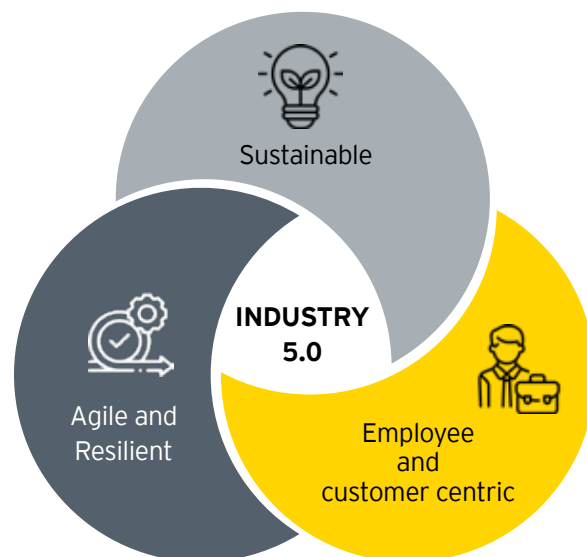 Sustainable
INDUSTRY
5.0
Agile and
Resilient
Employee
and
customer centric